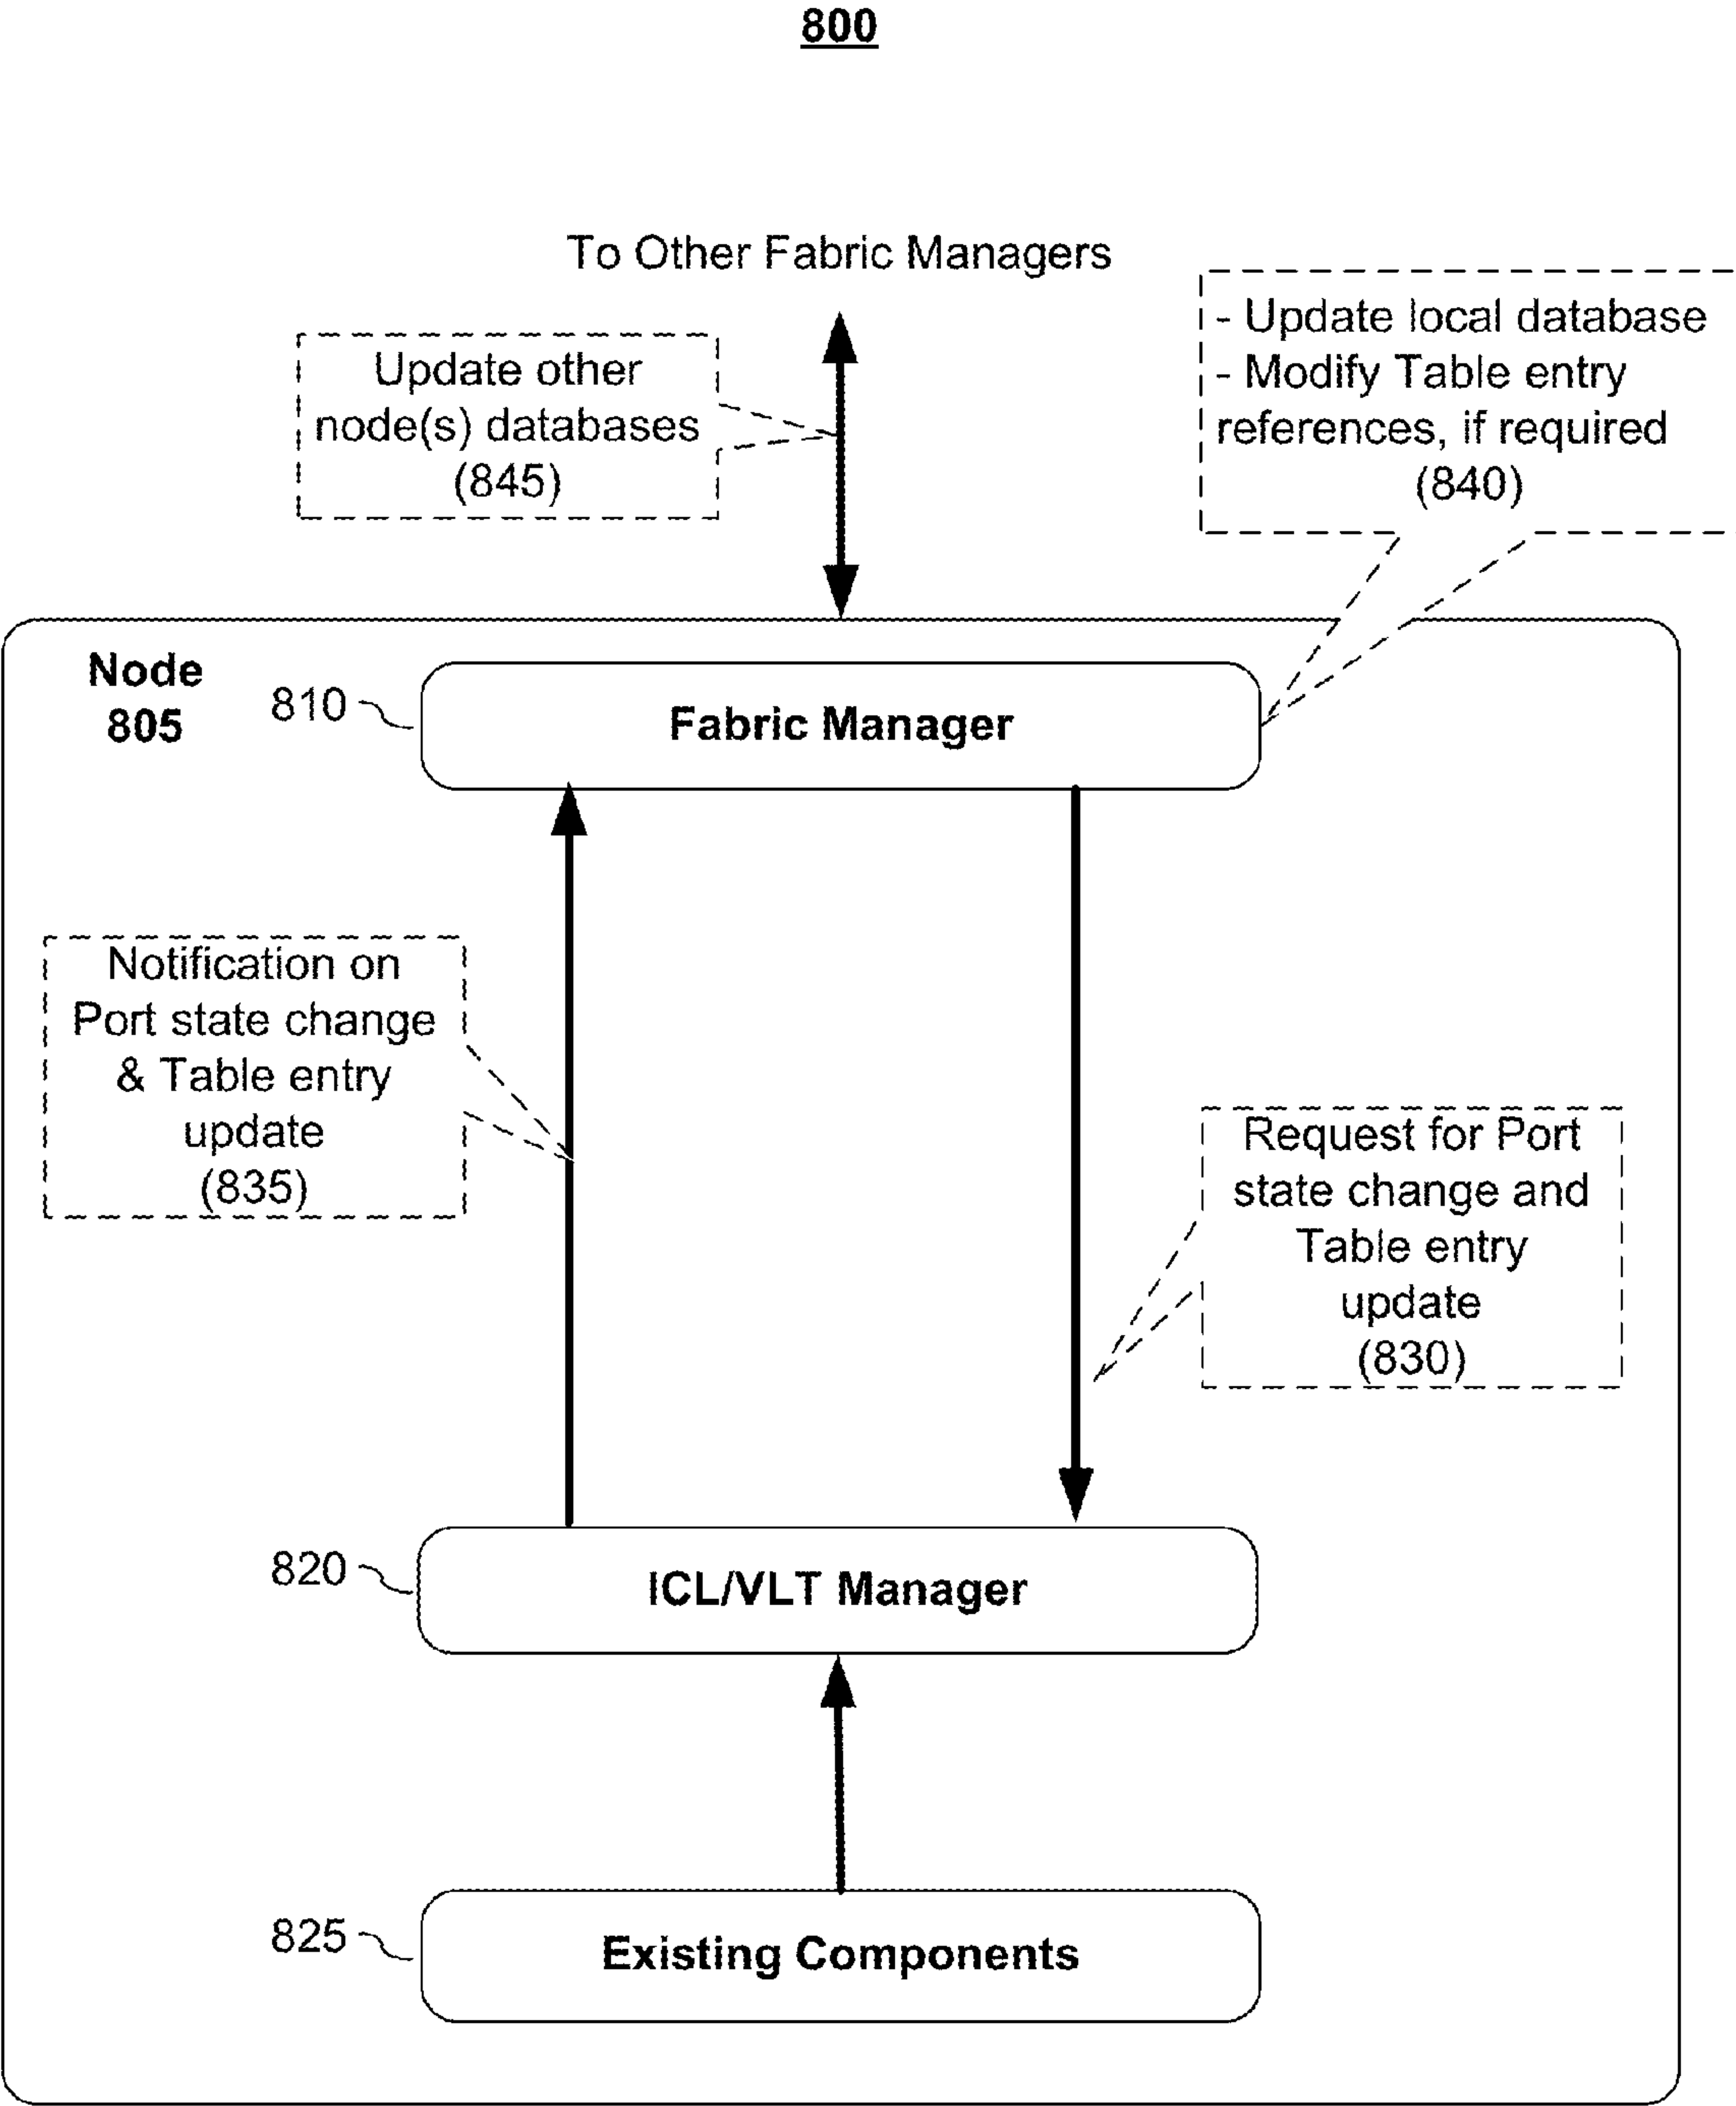 800
To Other Fabric Managers
Update other
node(s) databases
(845)
- Update local database
- Modify Table entry
references, if required
(840)
Node
805
810
Fabric Manager
Notification on
Port state change
& Table entry
update
(835)
Request for Port
state change and
Table entry
update
(830)
820
ICL/VLT Manager
825
Existing Components